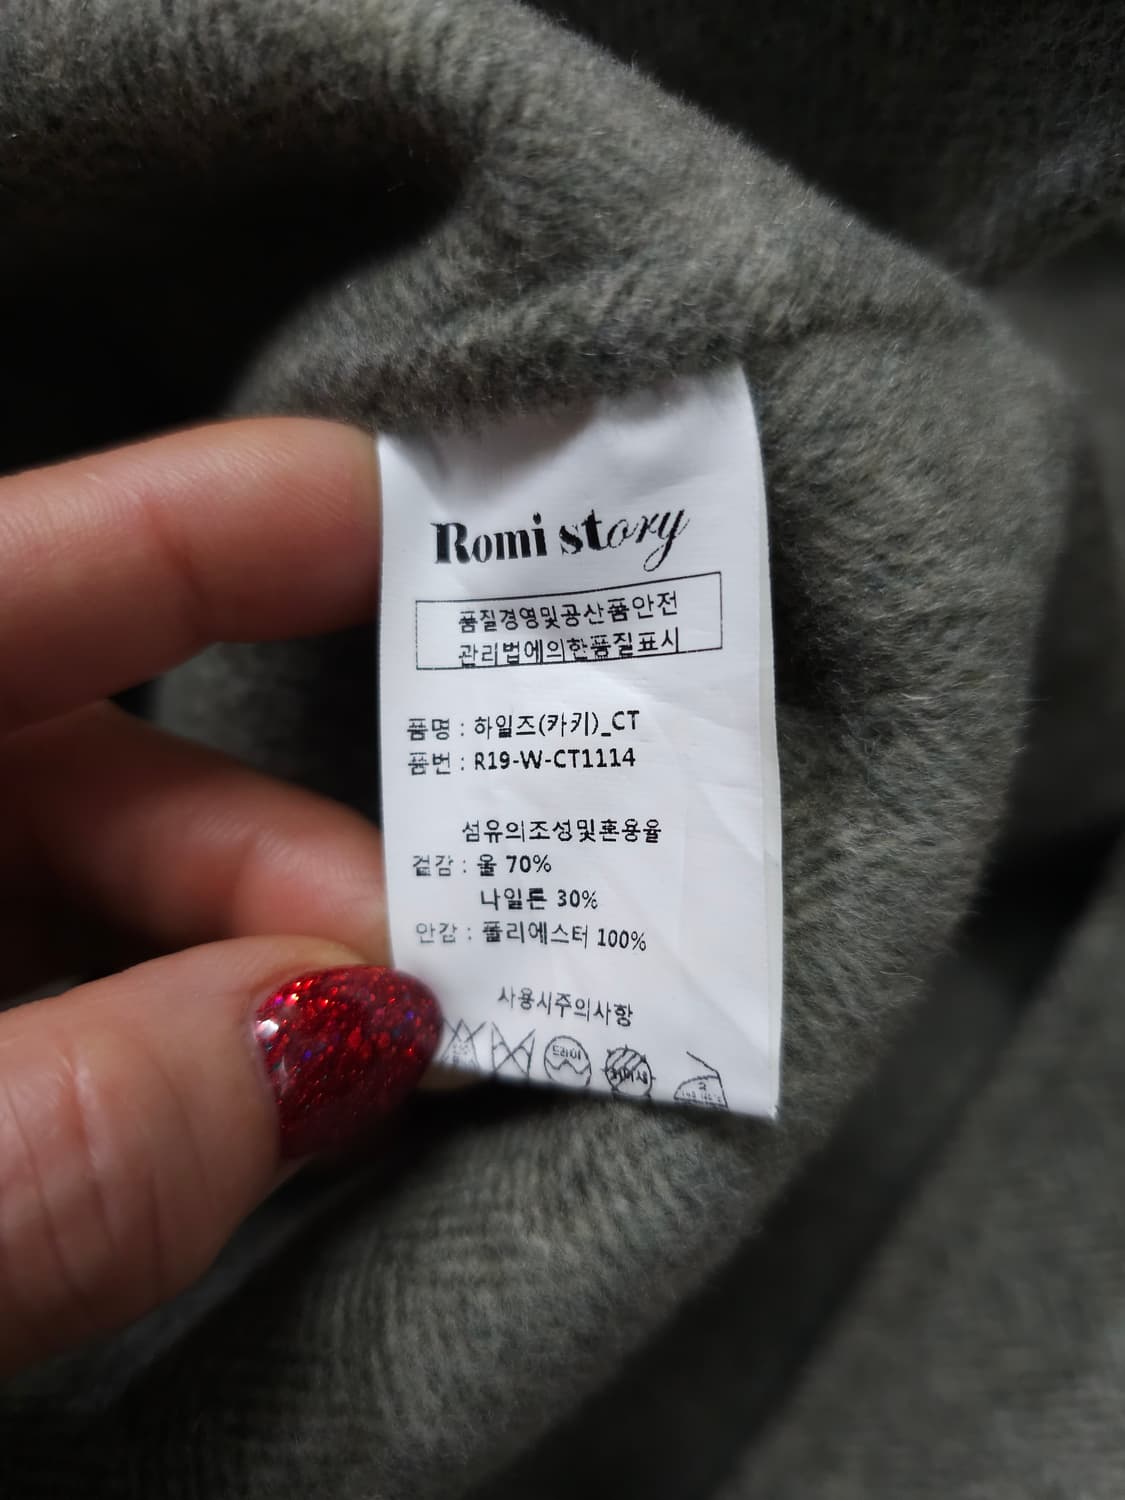 Romi story
품질경영및공산품안전
관리법에의한품질표시
품명 : 하일즈(카키)_CT
품번 : R19-W-CT1114
섬유의조성및혼용율
겉감 : 울 70%
나일론 30%
안감 : 폴리에스터 100%
사용시주의사항
드라이